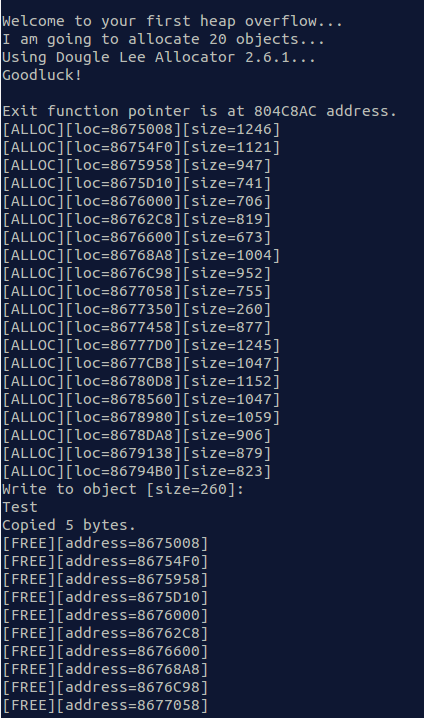 Welcome to your first heap overflow...
I am going to allocate 20 objects...
Using Dougle Lee Allocator 2.6.1...
Goodluck!
Exit function pointer is at 804C8AC address.
[ALLOC][loc=8675008][size=1246]
[ALLOC][loc=86754F0][size=1121]
[ALLOC][loc=8675958][size=947]
[ALLOC][loc=8675D10][size=741]
[ALLOC][loc=8676000][size=706]
[ALLOC][loc=86762C8][size=819]
[ALLOC][loc=8676600][size=673]
[ALLOC][loc=86768A8][size=1004]
[ALLOC][loc=8676C98][size=952]
[ALLOC][loc=8677058][size=755]
[ALLOC][loc=8677350][size=260]
[ALLOC][loc=8677458][size=877]
[ALLOC][loc=86777D0][size=1245]
[ALLOC][loc=8677CB8][size=1047]
[ALLOC][loc=86780D8][size=1152]
[ALLOC][loc=8678560][size=1047]
[ALLOC][loc=8678980][size=1059]
[ALLOC][loc=8678DA8][size=906]
[ALLOC][loc=8679138][size=879]
[ALLOC][loc=86794B0][size=823]
Write to object [size=260]:
Test
Copied 5 bytes.
[FREE][address=8675008]
[FREE][address=86754F0]
[FREE][address=8675958]
[FREE][address=8675D10]
[FREE][address=8676000]
[FREE][address=86762C8]
[FREE][address=8676600]
[FREE][address=86768A8]
[FREE][address=8676C98]
[FREE][address=8677058]